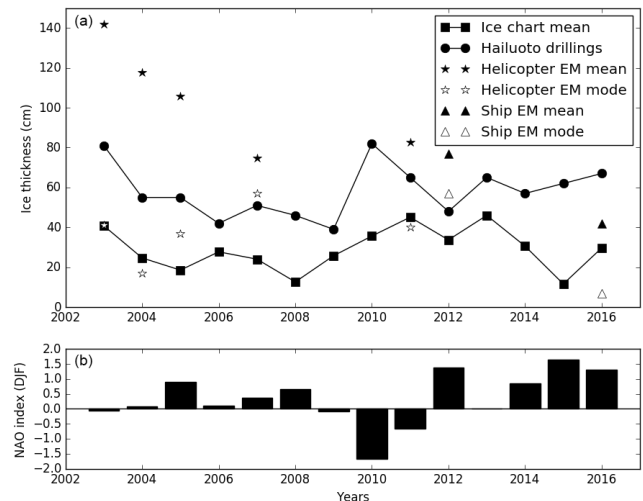 (a)
Ice chart mean
Hailuoto drillings
Helicopter EM mean
Helicopter EM mode
Ship EM mean
Ship EM mode
Ice thickness (cm)
140
120
100
80
60
40
20
0
2002 2004 2006 2008 2010 2012 2014 2016
(b)
NAO index (DJF)
2.0
1.5
1.0
0.5
0.0
−0.5
−1.0
−1.5
−2.0
2002 2004 2006 2008 2010 2012 2014 2016
Years